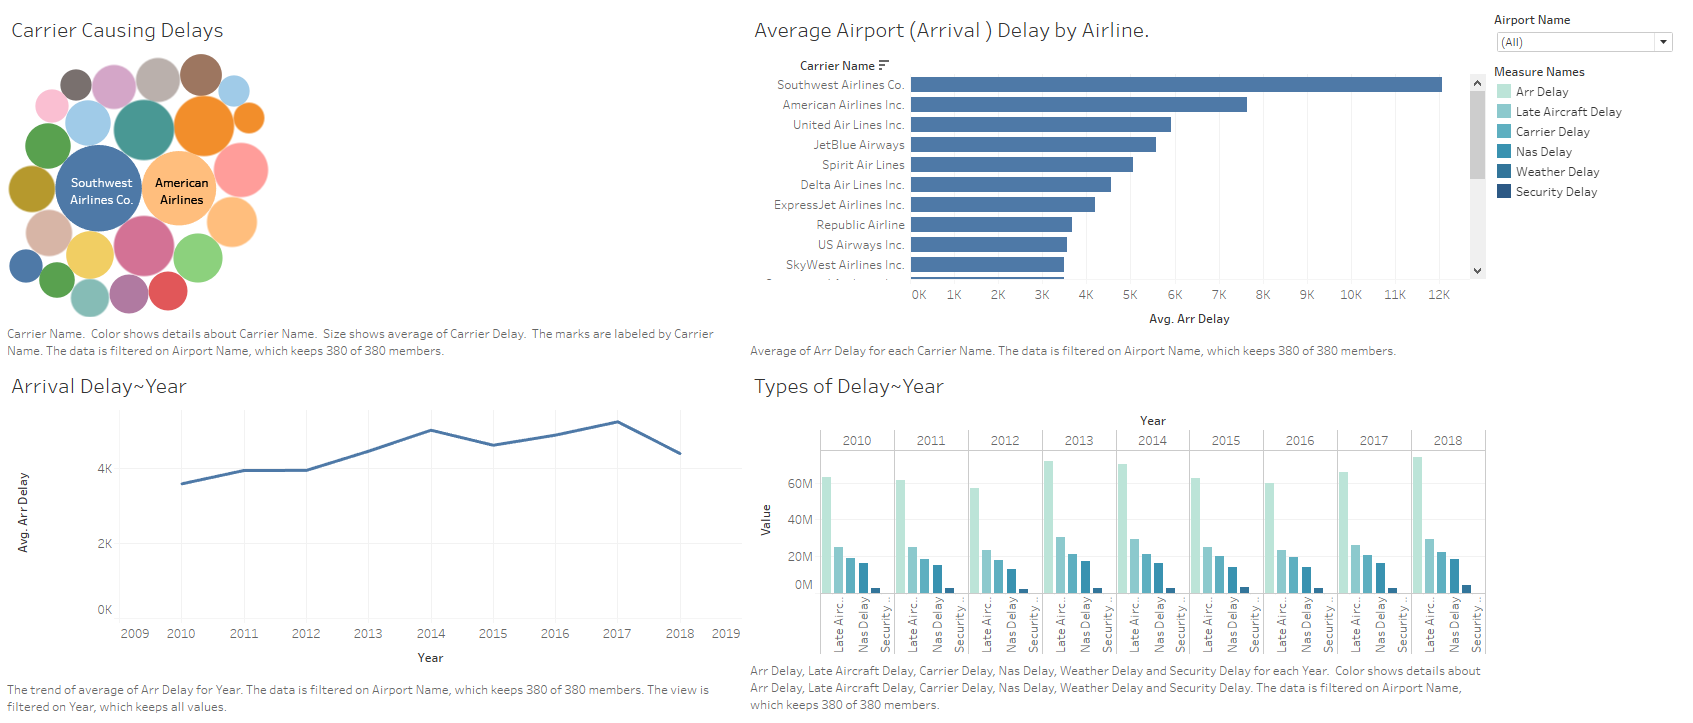 Carrier Causing Delays
Southwest
Airlines Co.
American
Airlines
Carrier Name.  Color shows details about Carrier Name.  Size shows average of Carrier Delay.  The marks are labeled by Carrier
Name. The data is filtered on Airport Name, which keeps 380 of 380 members.
Average Airport (Arrival ) Delay by Airline.
Carrier Name
Southwest Airlines Co.
American Airlines Inc.
United Air Lines Inc.
JetBlue Airways
Spirit Air Lines
Delta Air Lines Inc.
ExpressJet Airlines Inc.
Republic Airline
US Airways Inc.
SkyWest Airlines Inc.
0K 1K 2K 3K 4K 5K 6K 7K 8K 9K 10K 11K 12K
Avg. Arr Delay
Average of Arr Delay for each Carrier Name. The data is filtered on Airport Name, which keeps 380 of 380 members.
Airport Name
(All)
Measure Names
Arr Delay
Late Aircraft Delay
Carrier Delay
Nas Delay
Weather Delay
Security Delay
Arrival Delay~Year
Avg. Arr Delay
4K
2K
0K
2009 2010 2011 2012 2013 2014 2015 2016 2017 2018 2019
Year
The trend of average of Arr Delay for Year. The data is filtered on Airport Name, which keeps 380 of 380 members. The view is
filtered on Year, which keeps all values.
Types of Delay~Year
Year
2010 2011 2012 2013 2014 2015 2016 2017 2018
Value
60M
40M
20M
0M
Late Airc.. Nas Delay Security .. Late Airc.. Nas Delay Security .. Late Airc.. Nas Delay Security .. Late Airc.. Nas Delay Security .. Late Airc.. Nas Delay Security .. Late Airc.. Nas Delay Security .. Late Airc.. Nas Delay Security .. Late Airc.. Nas Delay Security .. Late Airc.. Nas Delay Security ..
Arr Delay, Late Aircraft Delay, Carrier Delay, Nas Delay, Weather Delay and Security Delay for each Year.  Color shows details about
Arr Delay, Late Aircraft Delay, Carrier Delay, Nas Delay, Weather Delay and Security Delay. The data is filtered on Airport Name,
which keeps 380 of 380 members.